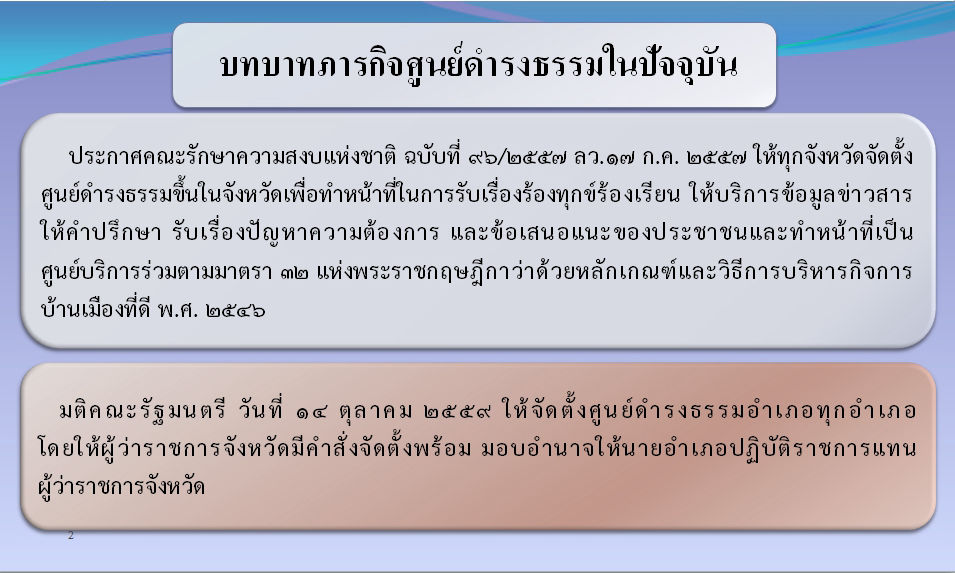 บทบาทภารกิจศูนย์ดำรงธรรมในปัจจุบัน
ประกาศคณะรักษาความสงบแห่งชาติ ฉบับที่ ๙๖/๒๕๕๗ ลว.๑๗ ก.ค. ๒๕๕๗ ให้ทุกจังหวัดจัดตั้ง
ศูนย์ดำรงธรรมขึ้นในจังหวัดเพื่อทำหน้าที่ในการรับเรื่องร้องทุกข์ร้องเรียน ให้บริการข้อมูลข่าวสาร
ให้คำปรึกษา รับเรื่องปัญหาความต้องการ และข้อเสนอแนะของประชาชนและทำหน้าที่เป็น
ศูนย์บริการร่วมตามมาตรา ๓๒ แห่งพระราชกฤษฎีกาว่าด้วยหลักเกณฑ์และวิธีการบริหารกิจการ
บ้านเมืองที่ดี พ.ศ. ๒๕๔๖
มติคณะรัฐมนตรี วันที่ ๑๔ ตุลาคม ๒๕๕๙ ให้จัดตั้งศูนย์ดำรงธรรมอำเภอทุกอำเภอ
โดยให้ผู้ว่าราชการจังหวัดมีคำสั่งจัดตั้งพร้อม มอบอำนาจให้นายอำเภอปฏิบัติราชการแทน
ผู้ว่าราชการจังหวัด
2